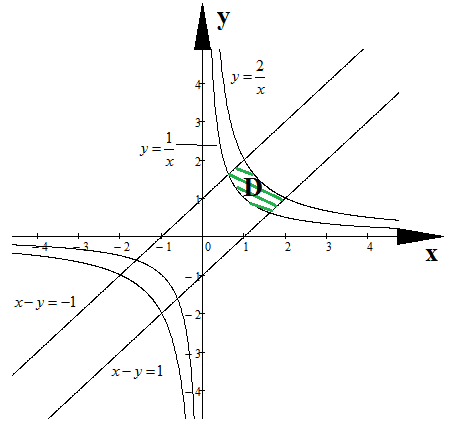 y
4
y = 2/x
3
y = 1/x
2
D
1
-4 -3 -2 -1 0 1 2 3 4
x
-1
x-y=-1
-2
-3
x-y=1
-4